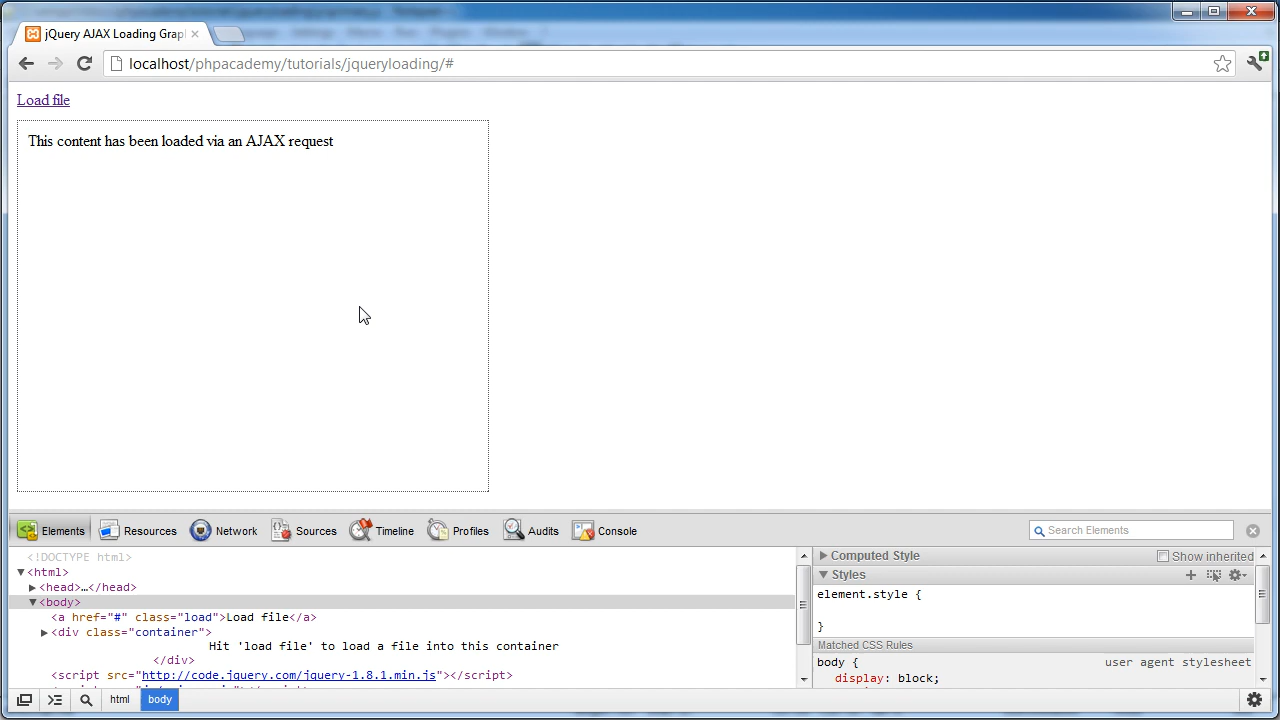 jQuery AJAX Loading Grap
localhost/phpacademy/tutorials/jqueryloading/#
Load file
This content has been loaded via an AJAX request
Elements Resources Network Sources Timeline Profiles Audits Console Search Elements
<!DOCTYPE html>
▼<html>
▶<head>…</head>
▼<body>
<a href="#" class="load">Load file</a>
▶<div class="container">
Hit 'load file' to load a file into this container
</div>
<script src="http://code.jquery.com/jquery-1.8.1.min.js"></script>
▶ Computed Style Show inherited
▼ Styles
element.style {
}
Matched CSS Rules
body { user agent stylesheet
display: block;
html body